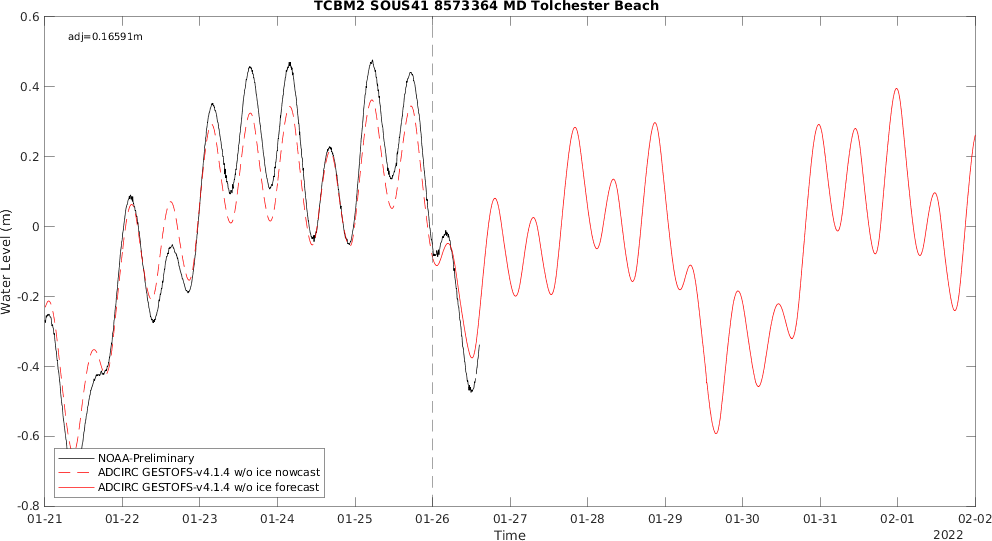 TCBM2 SOUS41 8573364 MD Tolchester Beach
adj=0.16591m
0.6
0.4
0.2
0
-0.2
-0.4
-0.6
-0.8
Water Level (m)
NOAA-Preliminary
ADCIRC GESTOFS-v4.1.4 w/o ice nowcast
ADCIRC GESTOFS-v4.1.4 w/o ice forecast
01-21 01-22 01-23 01-24 01-25 01-26 01-27 01-28 01-29 01-30 01-31 02-01 02-02
Time
2022